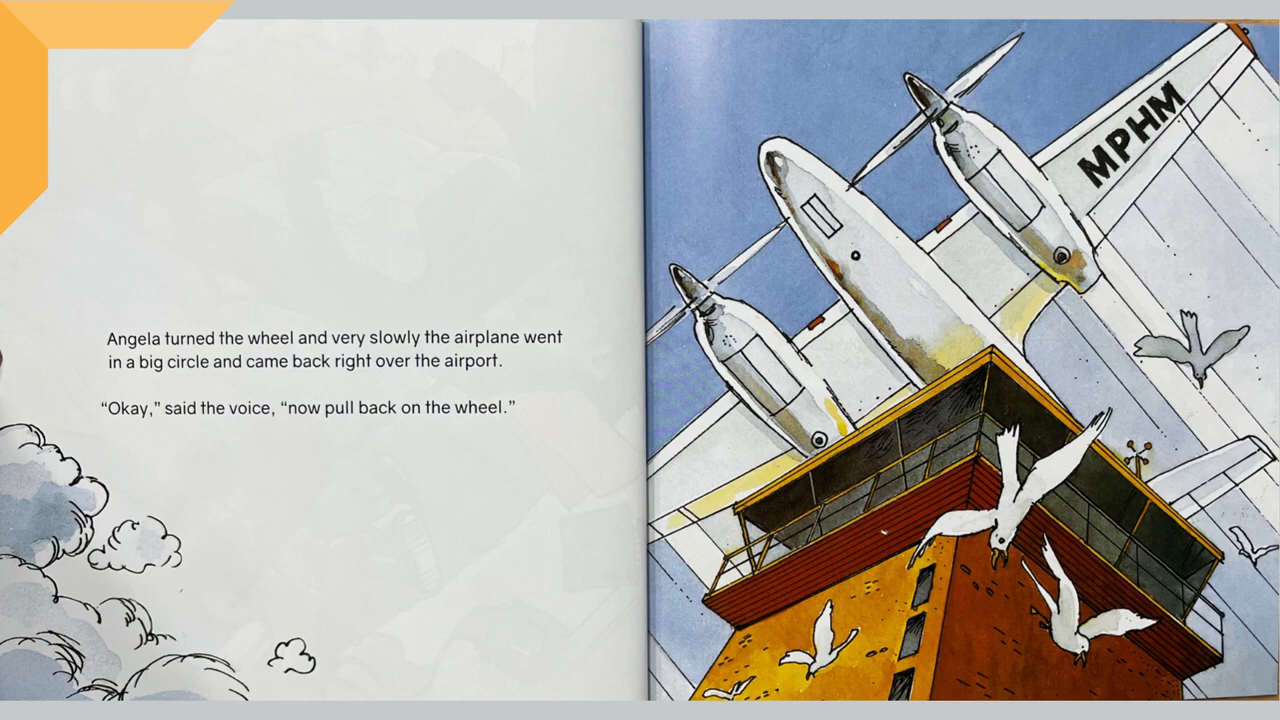 Angela turned the wheel and very slowly the airplane went
in a big circle and came back right over the airport.
“Okay,” said the voice, “now pull back on the wheel.”
MPHM